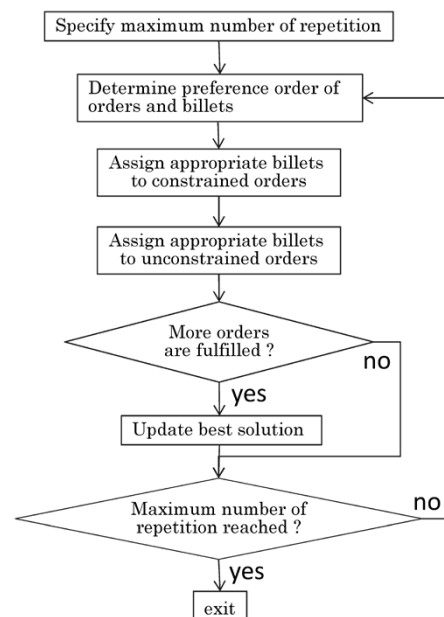 Specify maximum number of repetition
Determine preference order of
orders and billets
Assign appropriate billets
to constrained orders
Assign appropriate billets
to unconstrained orders
More orders
are fulfilled ?
no
yes
Update best solution
Maximum number of
repetition reached ?
no
yes
exit